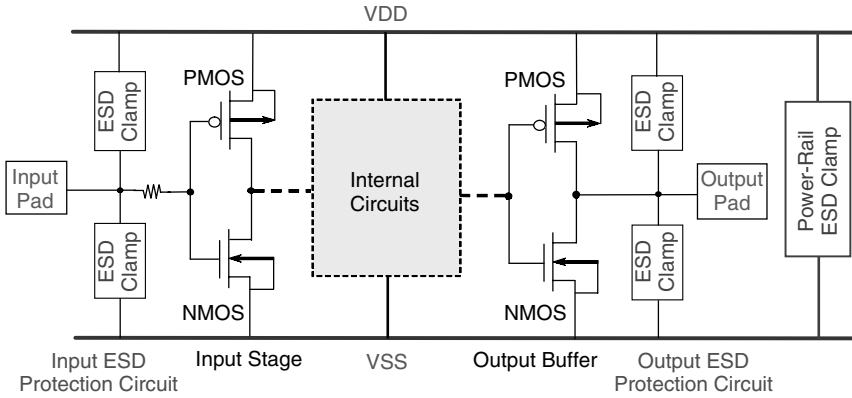 VDD
PMOS
PMOS
ESD
Clamp
ESD
Clamp
Input
Pad
Internal
Circuits
Output
Pad
Power-Rail
ESD Clamp
ESD
Clamp
ESD
Clamp
NMOS
NMOS
Input ESD
Protection Circuit
Input Stage
VSS
Output Buffer
Output ESD
Protection Circuit